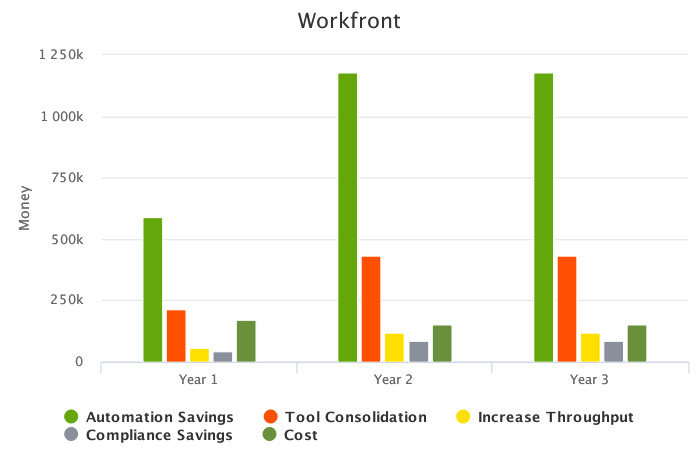 Workfront
1 250k
1 000k
750k
500k
250k
0
Money
Year 1 Year 2 Year 3
Automation Savings Tool Consolidation Increase Throughput
Compliance Savings Cost